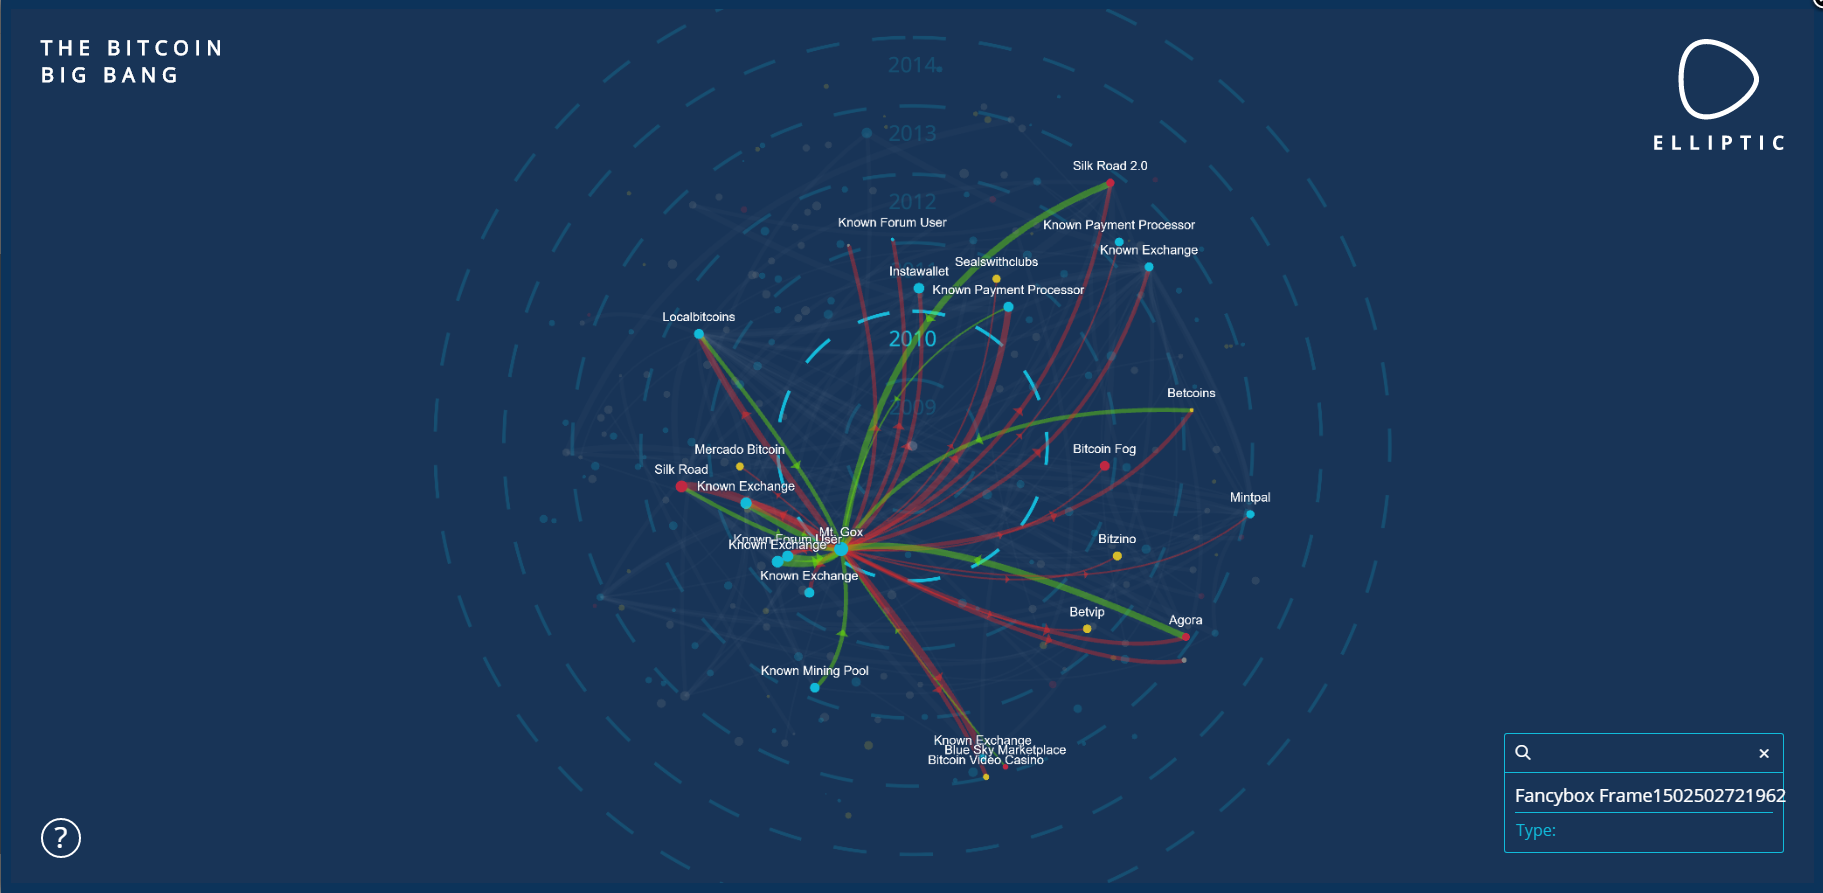 THE BITCOIN
BIG BANG
ELLIPTIC
2014
2013
Silk Road 2.0
2012
Known Forum User
Known Payment Processor
Known Exchange
Sealswithclubs
Instawallet
Known Payment Processor
Localbitcoins
2010
Betcoins
2009
Mercado Bitcoin
Bitcoin Fog
Silk Road
Known Exchange
Mintpal
Mt. Gox
Known Forum User
Known Exchange
Bitzino
Known Exchange
Betvip
Agora
Known Mining Pool
Known Exchange
Blue Sky Marketplace
Bitcoin Video Casino
Fancybox Frame1502502721962
Type:
?